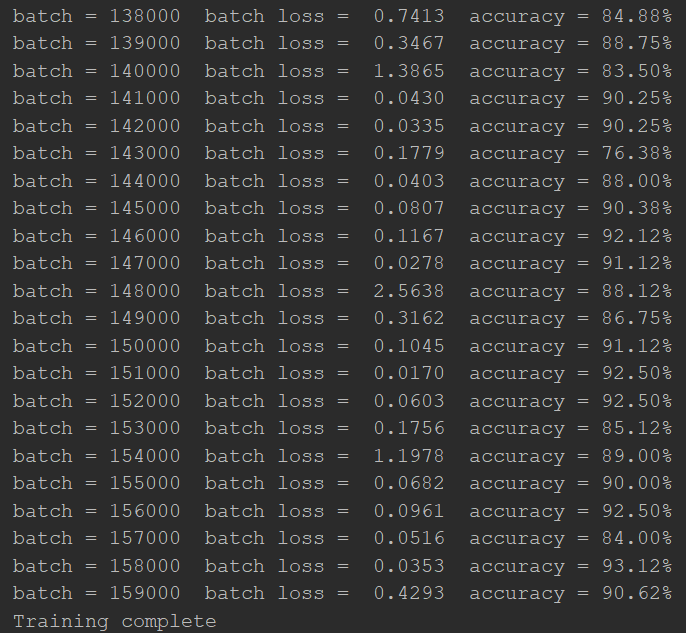 batch = 138000  batch loss =  0.7413  accuracy = 84.88%
batch = 139000  batch loss =  0.3467  accuracy = 88.75%
batch = 140000  batch loss =  1.3865  accuracy = 83.50%
batch = 141000  batch loss =  0.0430  accuracy = 90.25%
batch = 142000  batch loss =  0.0335  accuracy = 90.25%
batch = 143000  batch loss =  0.1779  accuracy = 76.38%
batch = 144000  batch loss =  0.0403  accuracy = 88.00%
batch = 145000  batch loss =  0.0807  accuracy = 90.38%
batch = 146000  batch loss =  0.1167  accuracy = 92.12%
batch = 147000  batch loss =  0.0278  accuracy = 91.12%
batch = 148000  batch loss =  2.5638  accuracy = 88.12%
batch = 149000  batch loss =  0.3162  accuracy = 86.75%
batch = 150000  batch loss =  0.1045  accuracy = 91.12%
batch = 151000  batch loss =  0.0170  accuracy = 92.50%
batch = 152000  batch loss =  0.0603  accuracy = 92.50%
batch = 153000  batch loss =  0.1756  accuracy = 85.12%
batch = 154000  batch loss =  1.1978  accuracy = 89.00%
batch = 155000  batch loss =  0.0682  accuracy = 90.00%
batch = 156000  batch loss =  0.0961  accuracy = 92.50%
batch = 157000  batch loss =  0.0516  accuracy = 84.00%
batch = 158000  batch loss =  0.0353  accuracy = 93.12%
batch = 159000  batch loss =  0.4293  accuracy = 90.62%
Training complete